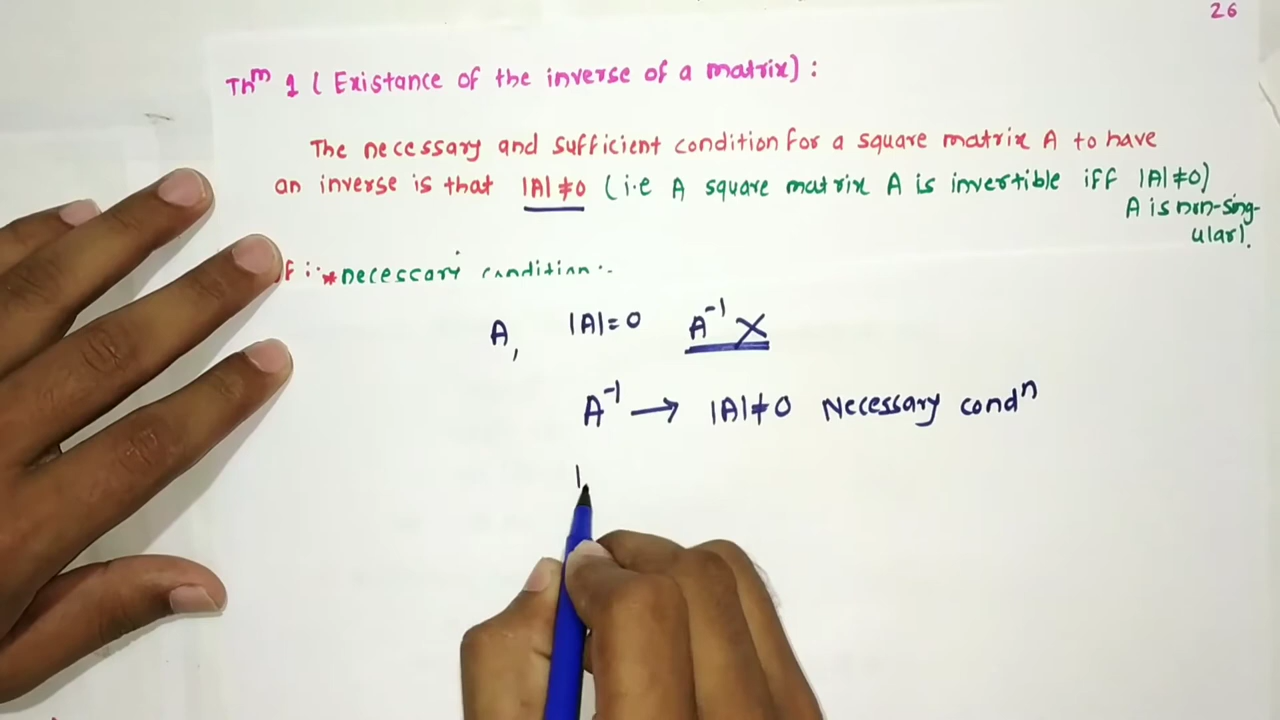 26
Thm 1 ( Existance of the inverse of a matrix) :
The necessary and sufficient condition for a square matrix A to have
an inverse is that |A| ≠ 0 ( i.e A square matrix A is invertible iff |A| ≠ 0)
A is non-sing-
ular).
f : * necessary condition :-
A, |A| = 0 A⁻¹ X
A⁻¹ → |A| ≠ 0 Necessary condn
|